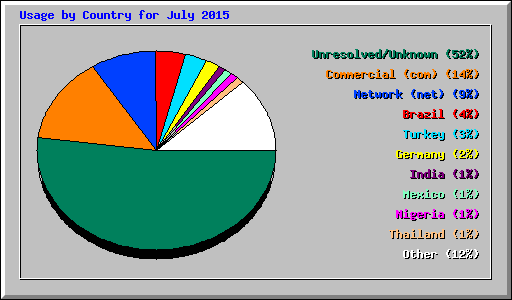 Usage by Country for July 2015
Unresolved/Unknown (52%)
Commercial (com) (14%)
Network (net) (9%)
Brazil (4%)
Turkey (3%)
Germany (2%)
India (1%)
Mexico (1%)
Nigeria (1%)
Thailand (1%)
Other (12%)